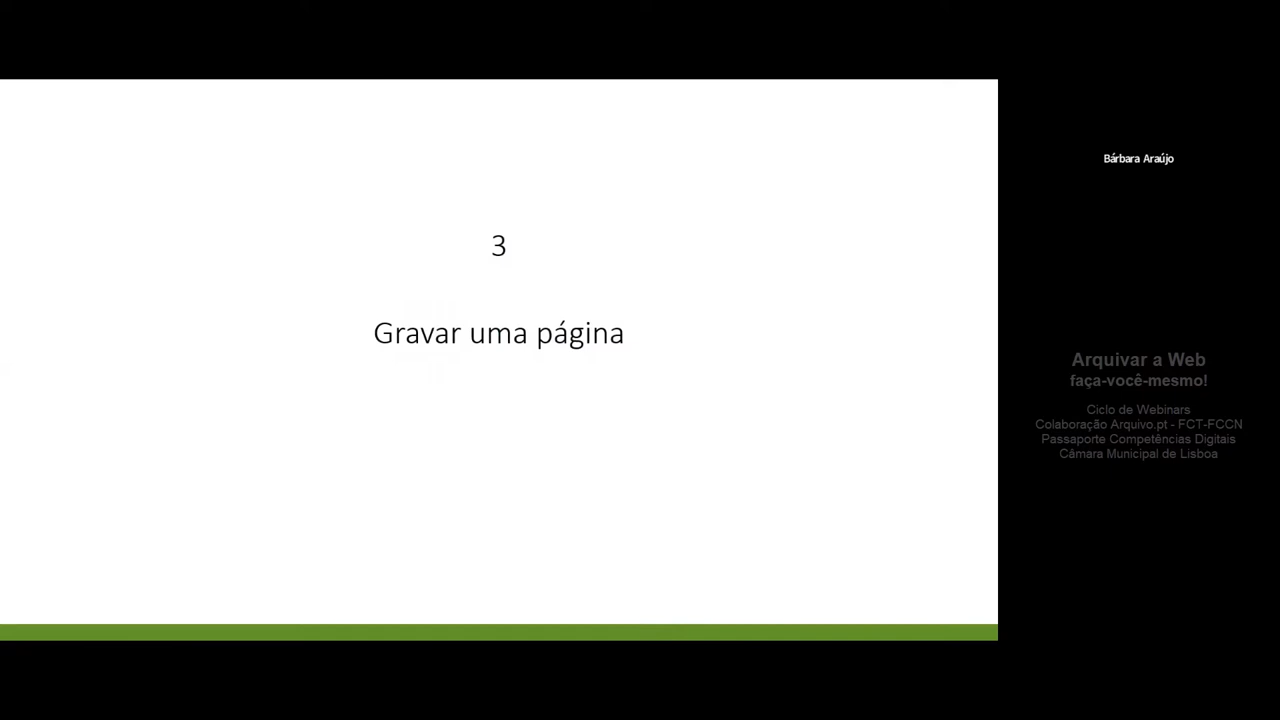 3
Gravar uma página
Bárbara Araújo
Arquivar a Web
faça-você-mesmo!
Ciclo de Webinars
Colaboração Arquivo.pt - FCT-FCCN
Passaporte Competências Digitais
Câmara Municipal de Lisboa